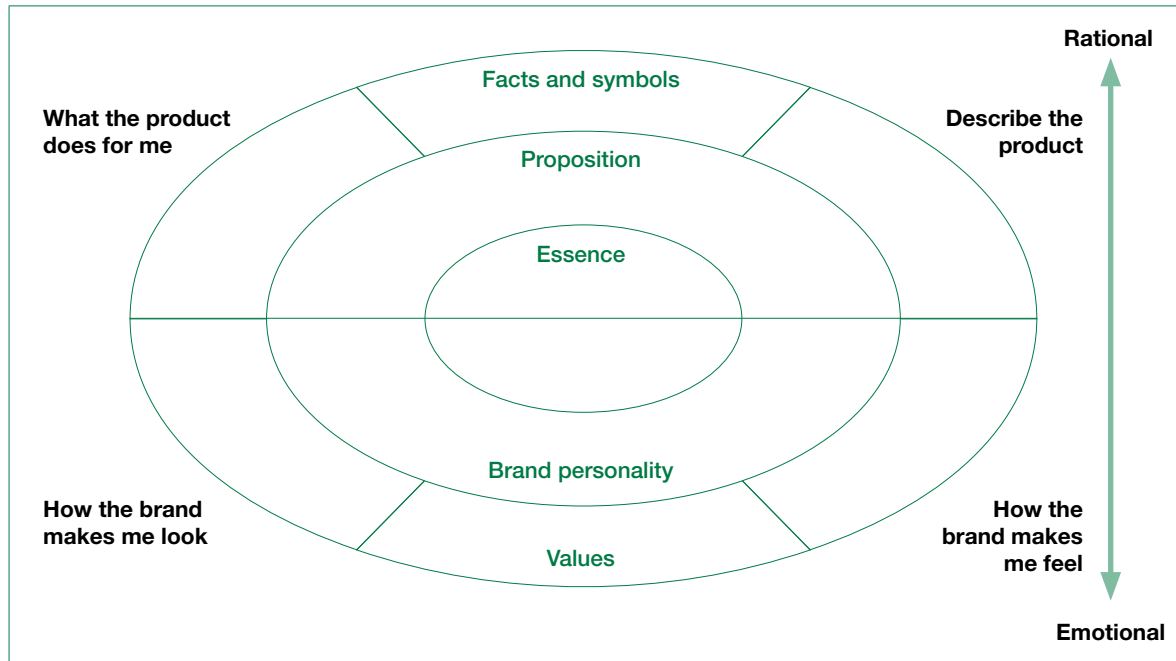 Rational
Facts and symbols
What the product
does for me
Describe the
product
Proposition
Essence
Brand personality
How the brand
makes me look
How the
brand makes
me feel
Values
Emotional